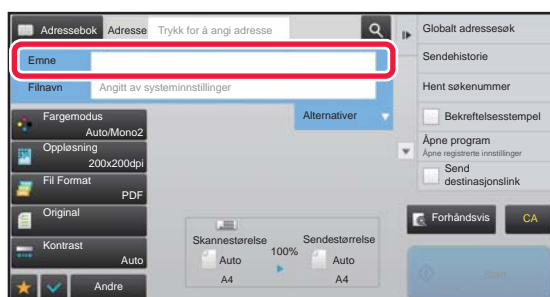 Adressebok Adresse Trykk for å angi adresse
Emne
Filnavn Angitt av systeminnstillinger
Alternativer
Fargemodus
Auto/Mono2
Oppløsning
200x200dpi
Fil Format
PDF
Original
Kontrast
Auto
Andre
Skannestørelse
Auto
A4
100%
Sendestørrelse
Auto
A4
Globalt adressesøk
Sendehistorie
Hent søkenummer
Bekreftelsesstempel
Åpne program
Åpne registrerte innstillinger
Send
destinasjonslink
Forhåndsvis CA
Start